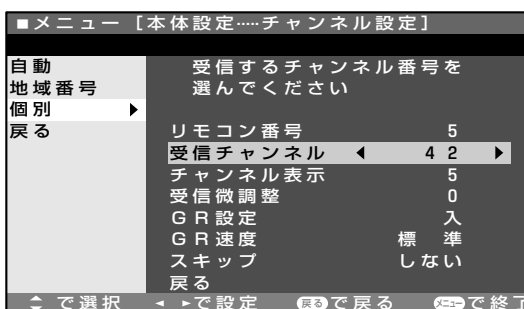 ■メニュー [本体設定……チャンネル設定]
自動
地域番号
個別 ▶
戻る
受信するチャンネル番号を
選んでください
リモコン番号 5
受信チャンネル ◀ 42 ▶
チャンネル表示 5
受信微調整 0
GR設定 入
GR速度 標準
スキップ しない
戻る
で選択 で設定 戻るで戻る メニューで終了